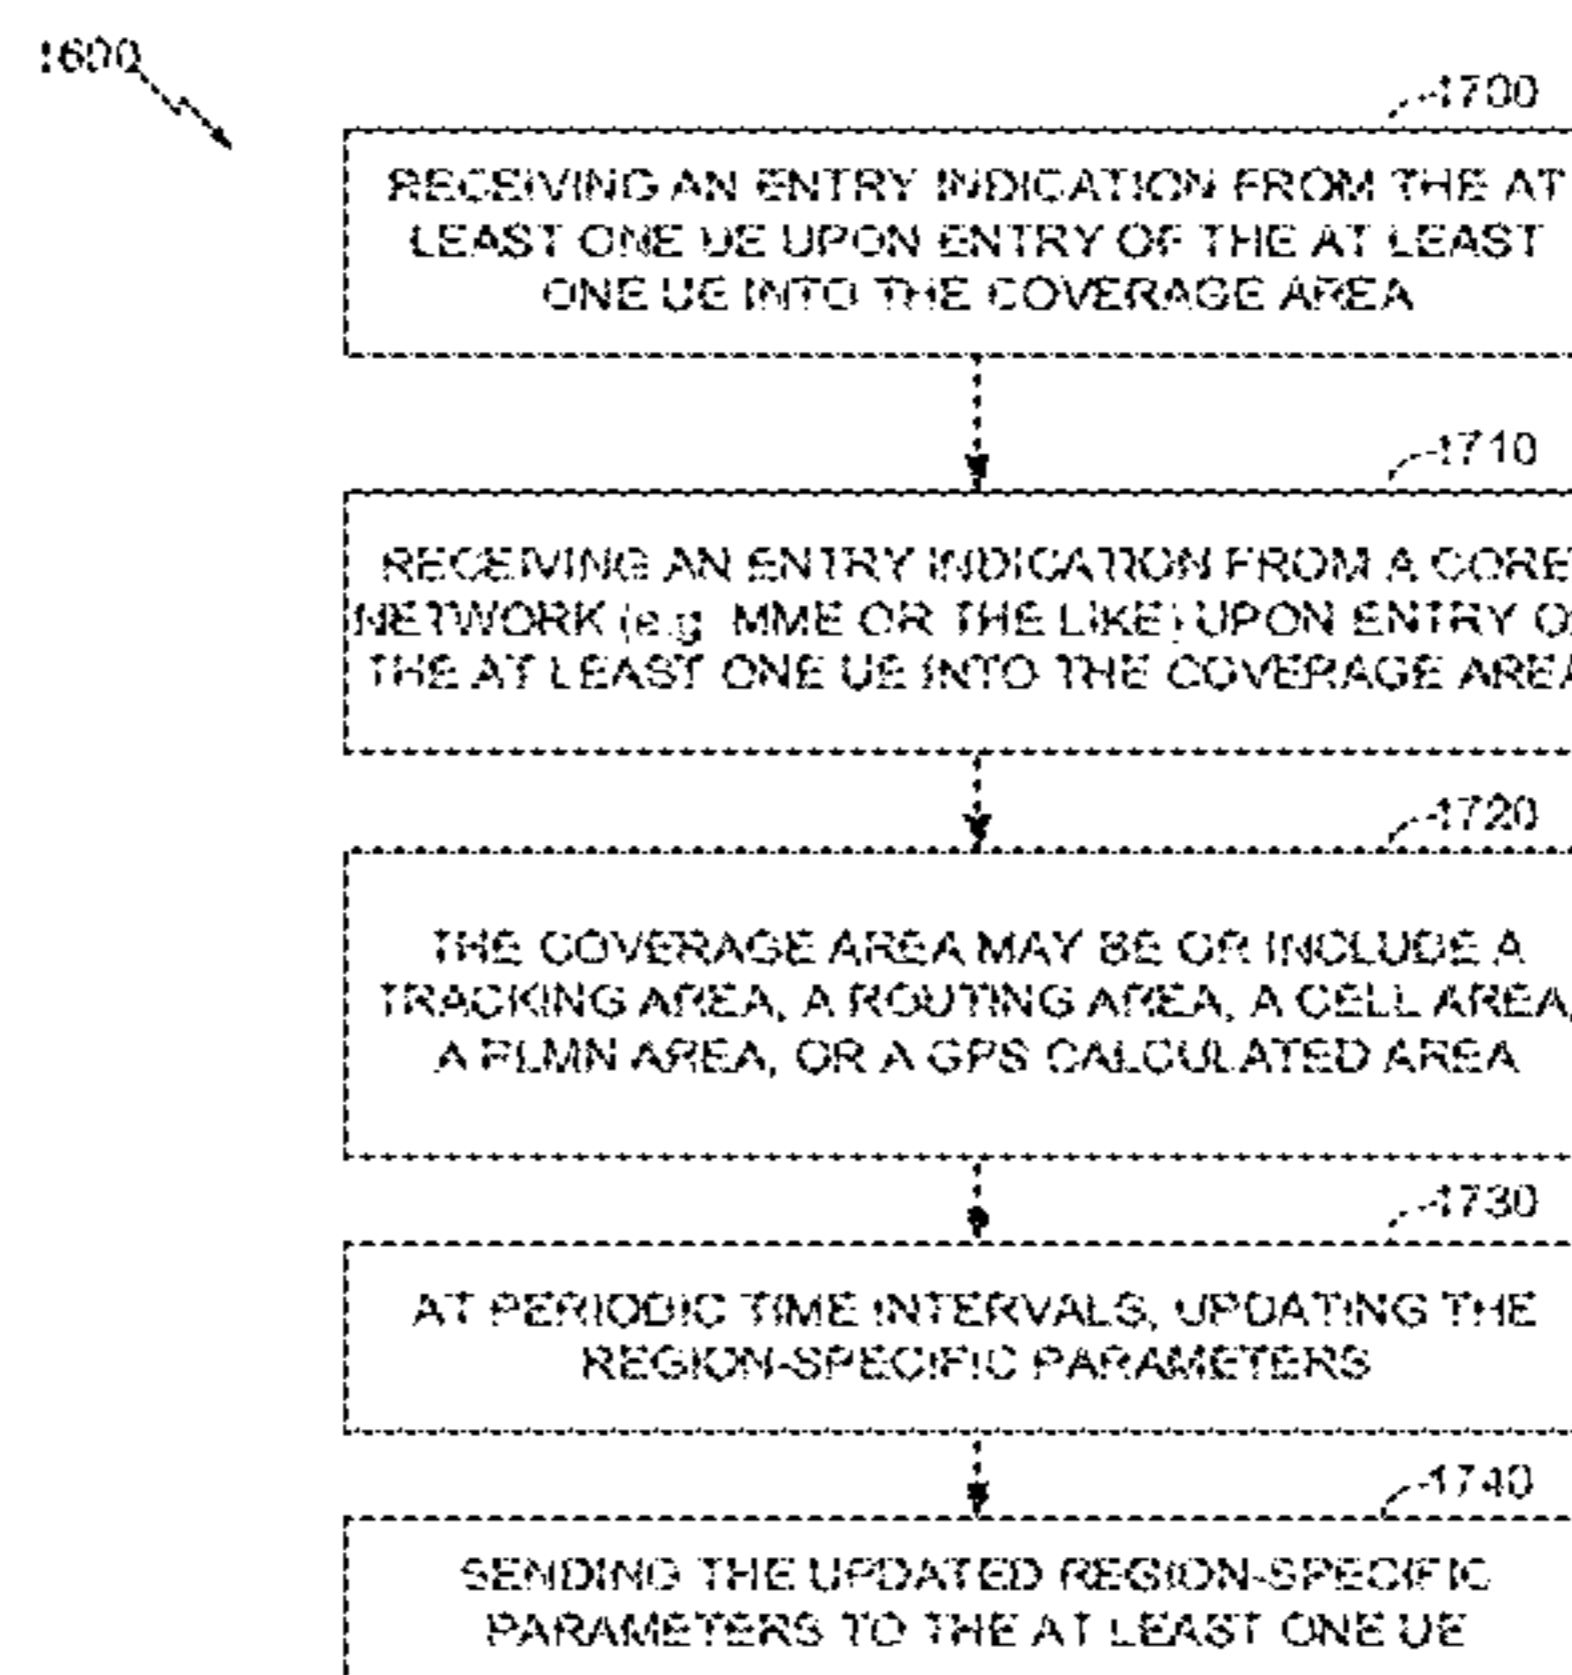 1600
1700
RECEIVING AN ENTRY INDICATION FROM THE AT
LEAST ONE UE UPON ENTRY OF THE AT LEAST
ONE UE INTO THE COVERAGE AREA
1710
RECEIVING AN ENTRY INDICATION FROM A CORE
NETWORK (e.g. MME OR THE LIKE) UPON ENTRY OF
THE AT LEAST ONE UE INTO THE COVERAGE AREA
1720
THE COVERAGE AREA MAY BE OR INCLUDE A
TRACKING AREA, A ROUTING AREA, A CELL AREA,
A PLMN AREA, OR A GPS CALCULATED AREA
1730
AT PERIODIC TIME INTERVALS, UPDATING THE
REGION-SPECIFIC PARAMETERS
1740
SENDING THE UPDATED REGION-SPECIFIC
PARAMETERS TO THE AT LEAST ONE UE